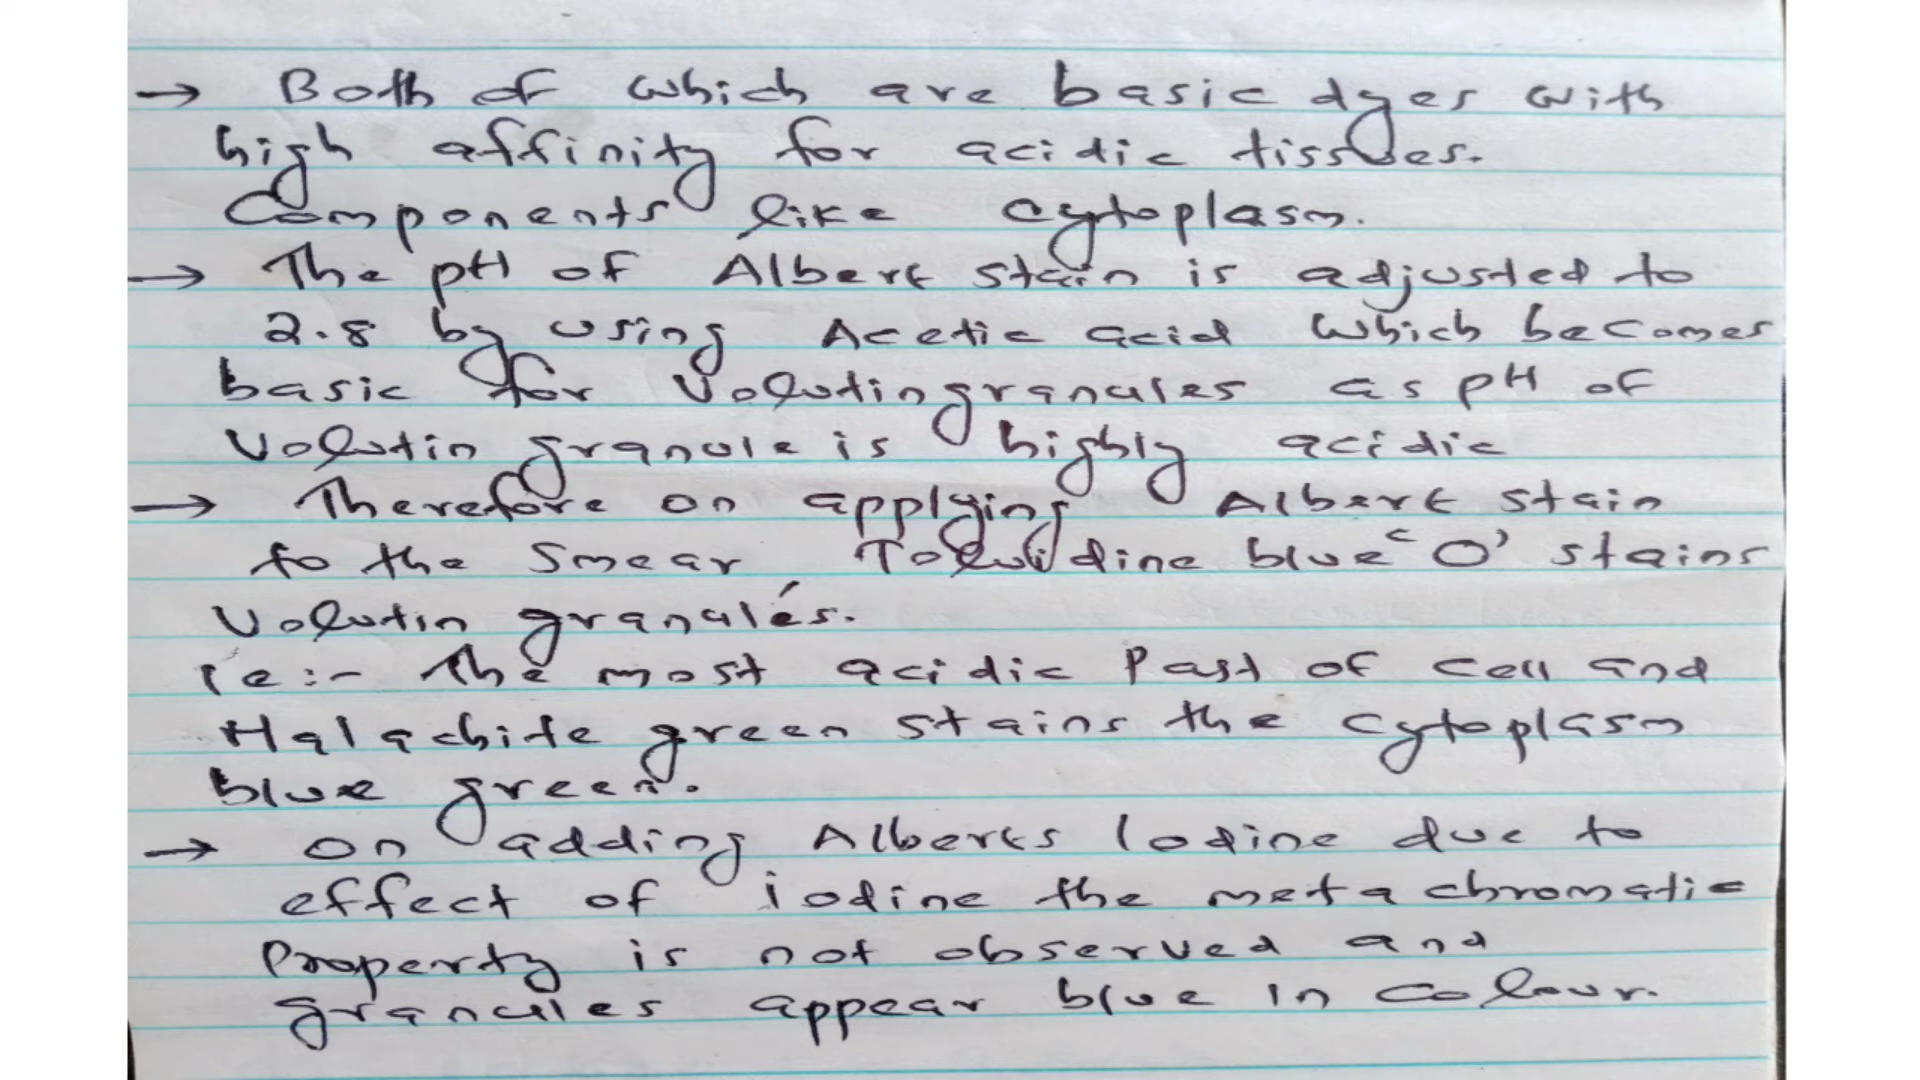 → Both of which are basic dyes with
high affinity for acidic tissues.
Components like cytoplasm.
→ The pH of Albert stain is adjusted to
2.8 by using Acetic acid which becomes
basic for Volutin granules as pH of
Volutin granule is highly acidic
→ Therefore on applying Albert stain
to the smear Toluidine blue 'O' stains
Volutin granules.
ie:- The most acidic Part of cell and
Malachite green stains the cytoplasm
blue green.
→ On adding Alberts Iodine due to
effect of iodine the metachromatic
Property is not observed and
granules appear blue in colour.